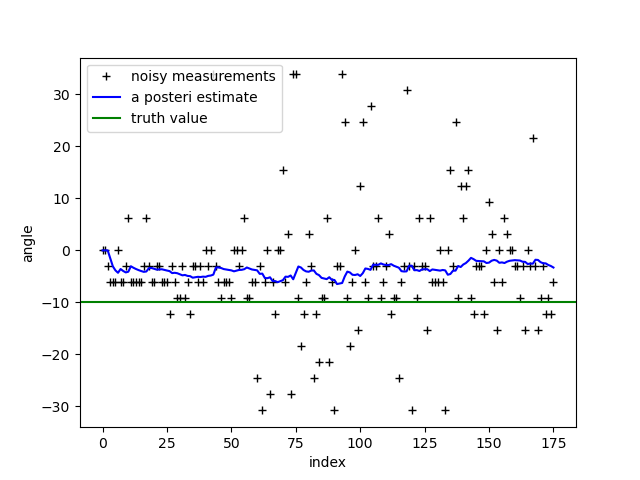 noisy measurements
a posteri estimate
truth value
30
20
10
0
−10
−20
−30
angle
0 25 50 75 100 125 150 175
index